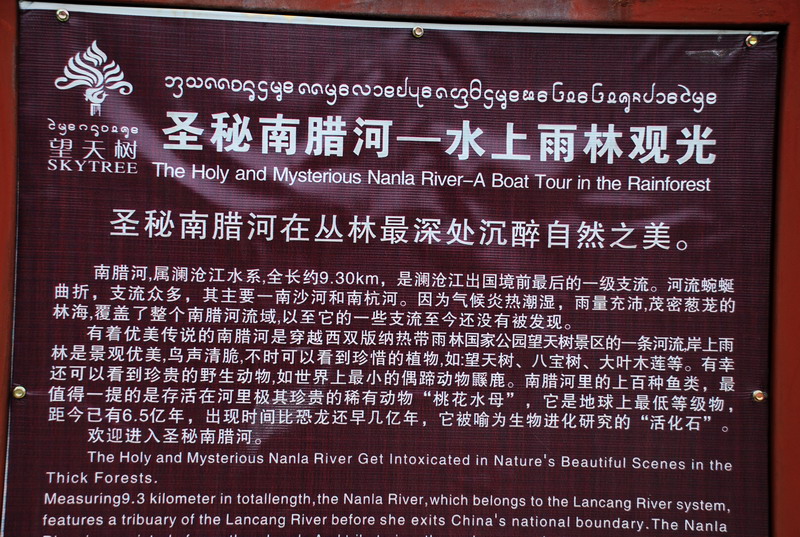 望天树
SKYTREE
圣秘南腊河—水上雨林观光
The Holy and Mysterious Nanla River–A Boat Tour in the Rainforest
圣秘南腊河在丛林最深处沉醉自然之美。
南腊河,属澜沧江水系,全长约9.30km，是澜沧江出国境前最后的一级支流。河流蜿蜒
曲折，支流众多，其主要一南沙河和南杭河。因为气候炎热潮湿，雨量充沛,茂密葱茏的
林海,覆盖了整个南腊河流域,以至它的一些支流至今还没有被发现。
有着优美传说的南腊河是穿越西双版纳热带雨林国家公园望天树景区的一条河流,岸上雨
林是景观优美,鸟声清脆,不时可以看到珍惜的植物,如:望天树、八宝树、大叶木莲等。有幸
还可以看到珍贵的野生动物,如世界上最小的偶蹄动物鼷鹿。南腊河里的上百种鱼类，最
值得一提的是存活在河里极其珍贵的稀有动物“桃花水母”，它是地球上最低等级物，
距今已有6.5亿年，出现时间比恐龙还早几亿年，它被喻为生物进化研究的“活化石”。
欢迎进入圣秘南腊河。
The Holy and Mysterious Nanla River Get Intoxicated in Nature's Beautiful Scenes in the
Thick Forests.
Measuring9.3 kilometer in totallength,the Nanla River,which belongs to the Lancang River system,
features a tribuary of the Lancang River before she exits China's national boundary.The Nanla